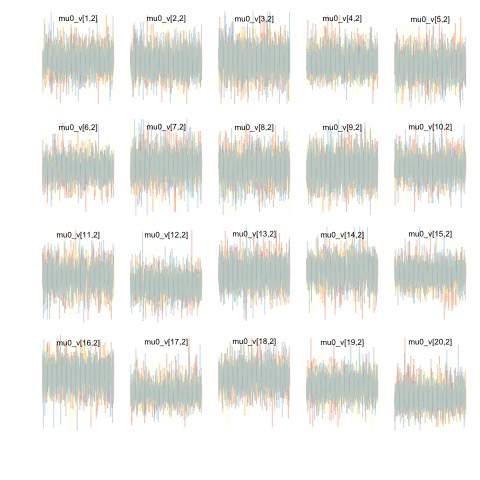 mu0_v[1,2] mu0_v[2,2] mu0_v[3,2] mu0_v[4,2] mu0_v[5,2]
mu0_v[6,2] mu0_v[7,2] mu0_v[8,2] mu0_v[9,2] mu0_v[10,2]
mu0_v[11,2] mu0_v[12,2] mu0_v[13,2] mu0_v[14,2] mu0_v[15,2]
mu0_v[16,2] mu0_v[17,2] mu0_v[18,2] mu0_v[19,2] mu0_v[20,2]